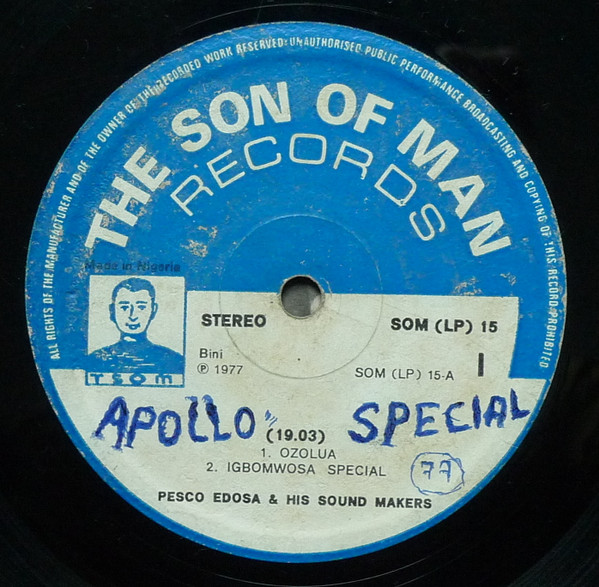 ALL RIGHTS OF THE MANUFACTURER AND OF THE OWNER OF THE RECORDED WORK RESERVED·UNAUTHORISED PUBLIC PERFORMANCE BROADCASTING AND COPYING OF THIS RECORD PROHIBITED
THE SON OF MAN
RECORDS
Made in Nigeria
TSOM
STEREO
SOM (LP) 15
Bini
℗ 1977
SOM (LP) 15-A
I
APOLLO" SPECIAL
(19.03)
1. OZOLUA
2. IGBOMWOSA SPECIAL
77
PESCO EDOSA & HIS SOUND MAKERS